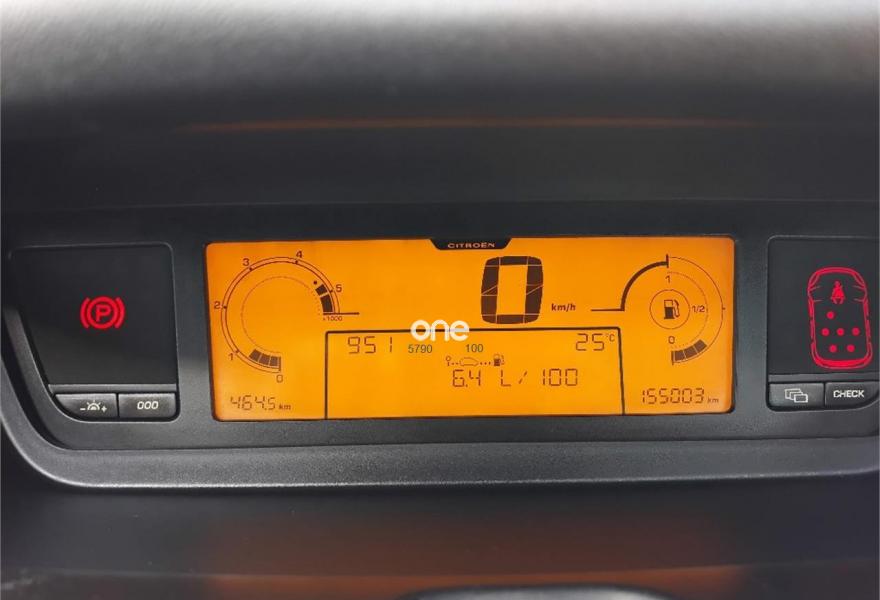 CITROËN
3 4
2 5
x1000
1
0
0 km/h
1
1/2
0
P
one
951 5790 100 25°C
6.4 L/100
464.5 km
155003 km
000
CHECK